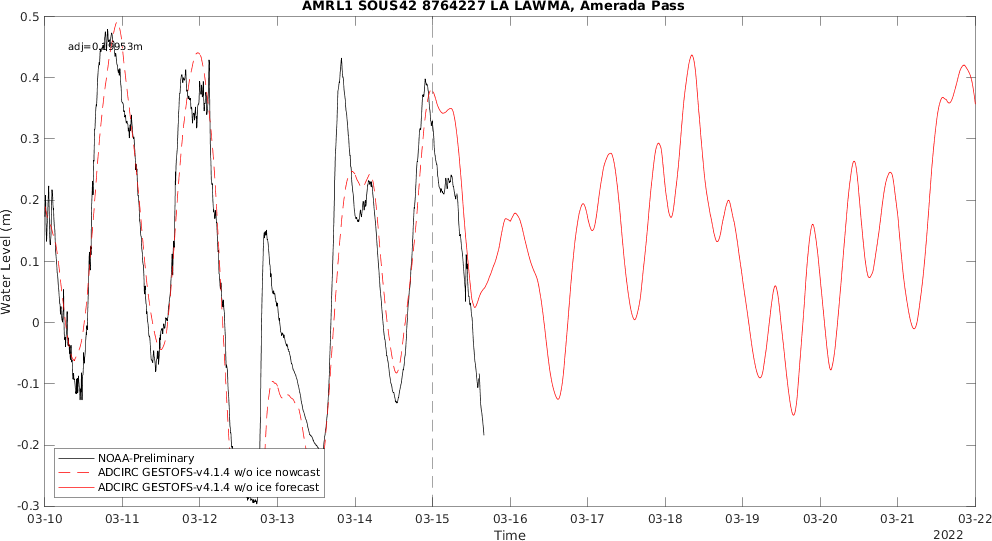 AMRL1 SOUS42 8764227 LA LAWMA, Amerada Pass
0.5
0.4
0.3
0.2
0.1
0
-0.1
-0.2
-0.3
Water Level (m)
NOAA-Preliminary
ADCIRC GESTOFS-v4.1.4 w/o ice nowcast
ADCIRC GESTOFS-v4.1.4 w/o ice forecast
03-10 03-11 03-12 03-13 03-14 03-15 03-16 03-17 03-18 03-19 03-20 03-21 03-22
Time
2022